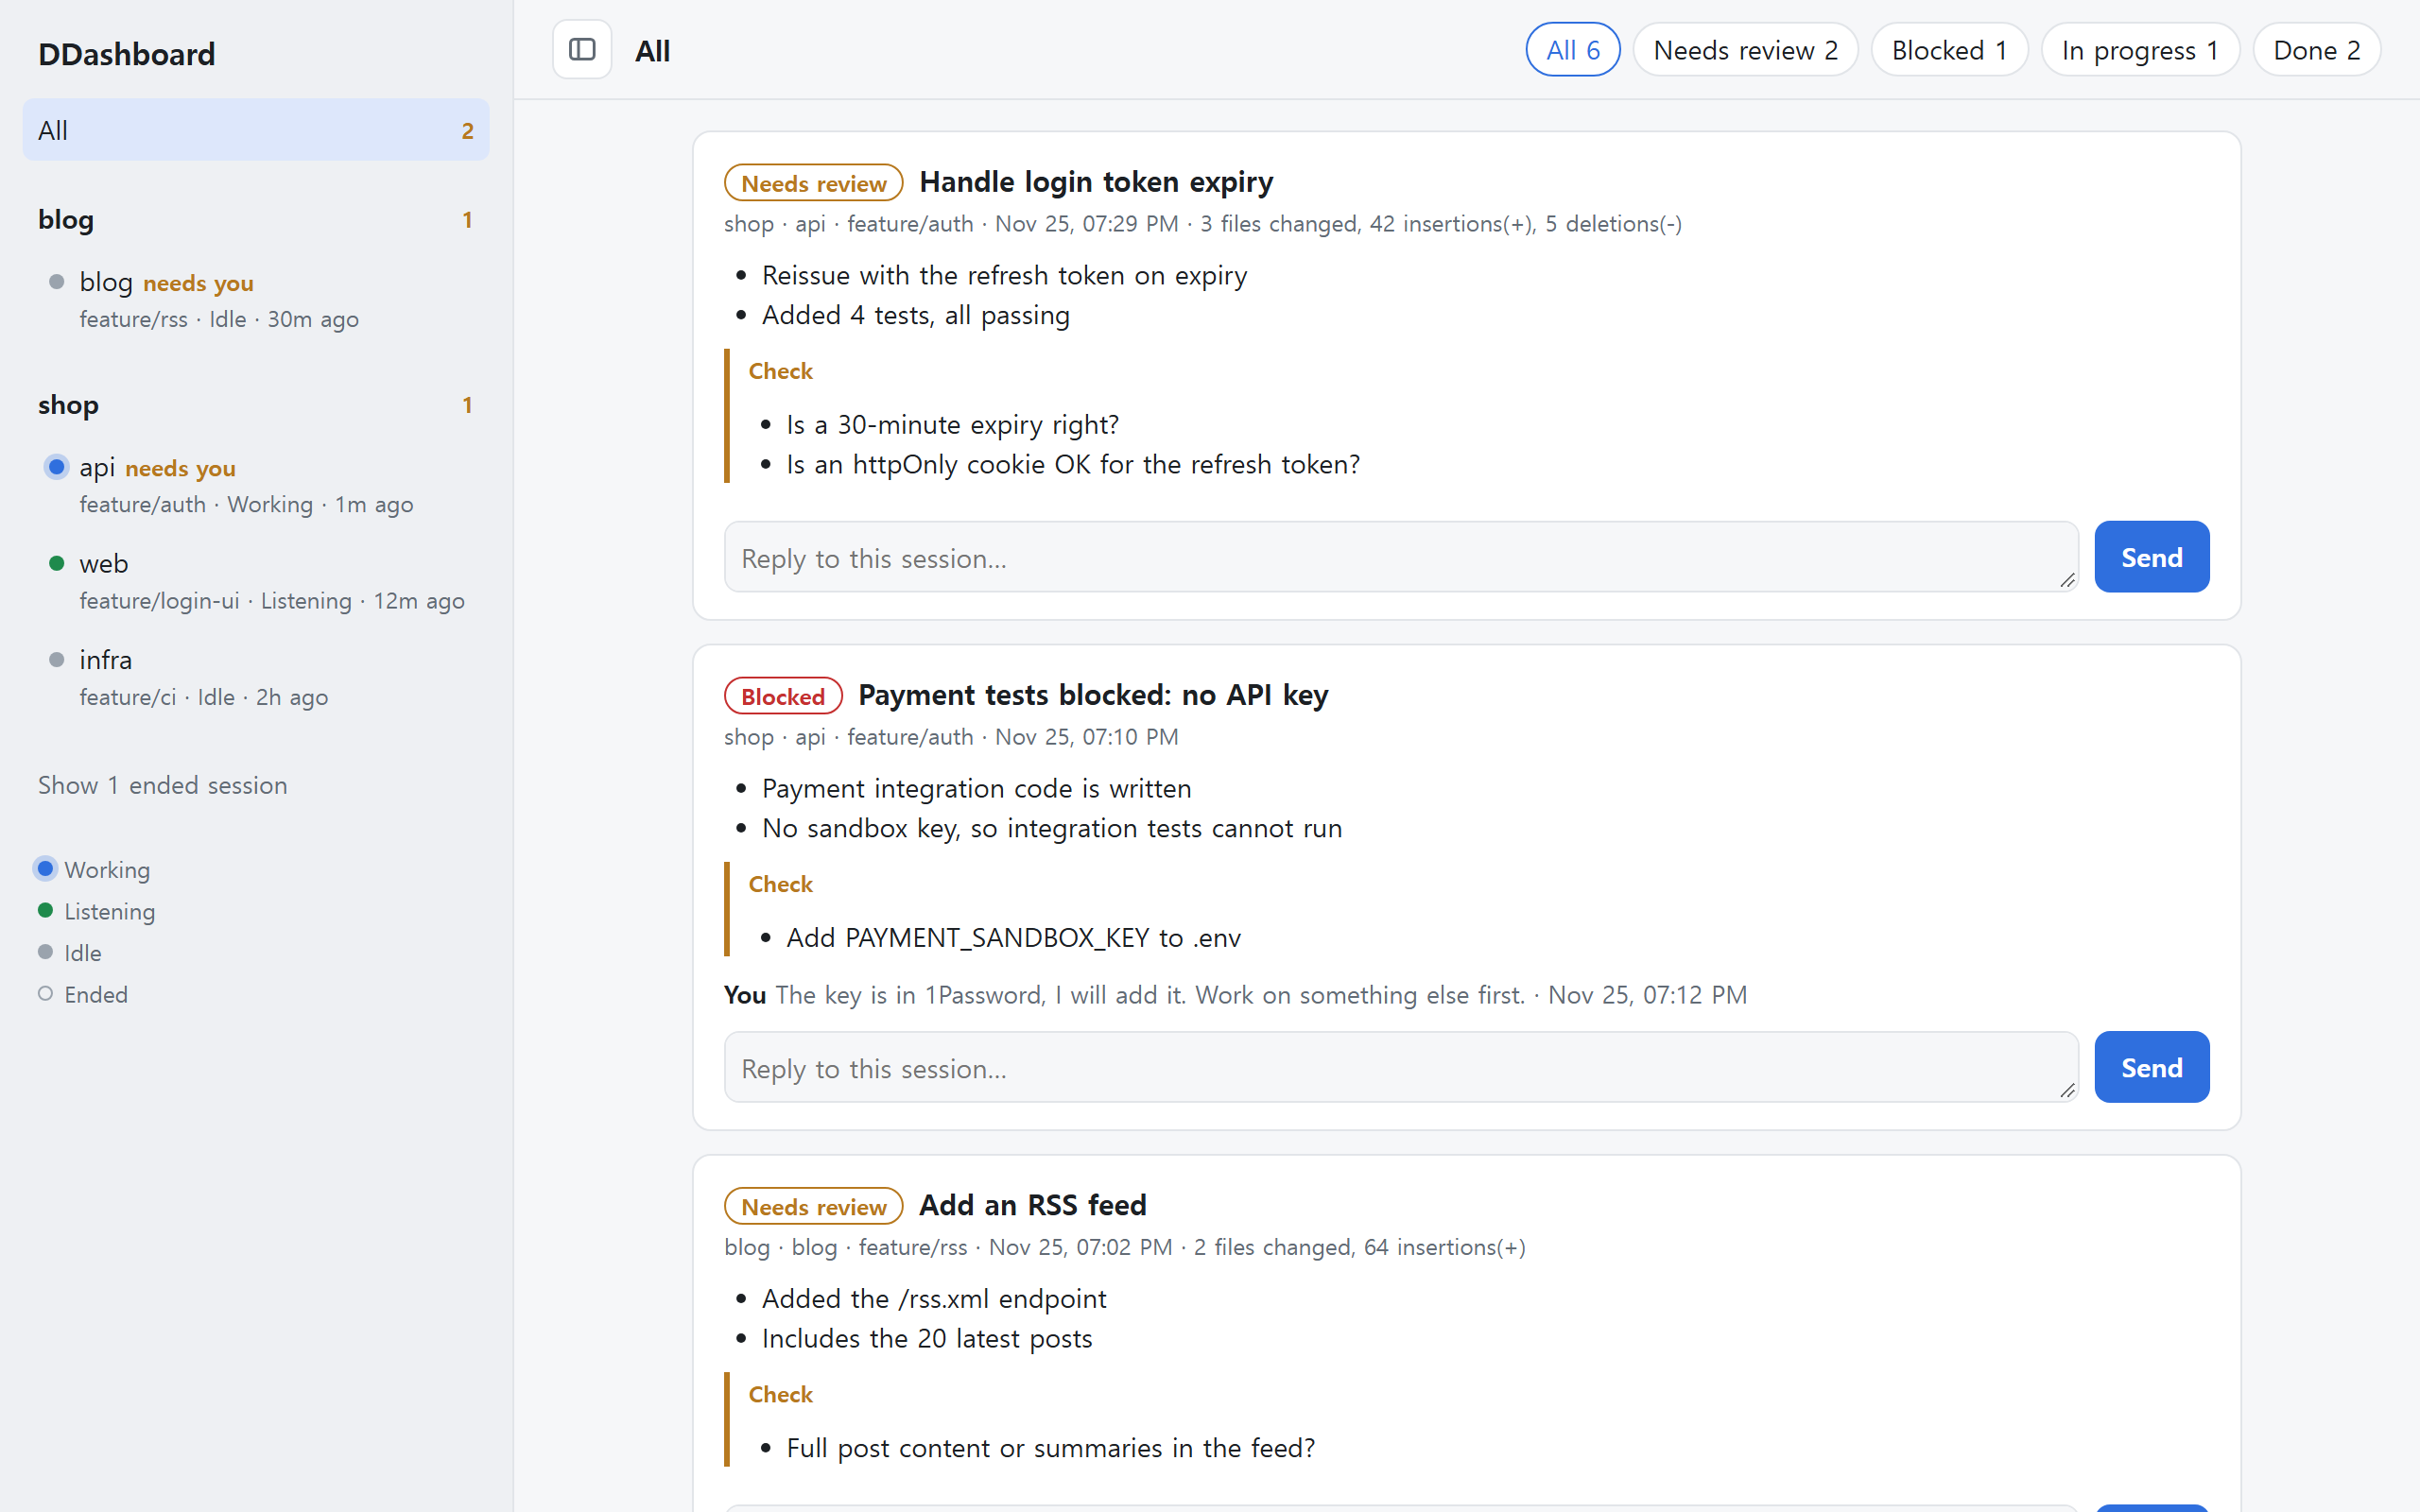 DDashboard
All 2
blog 1
blog needs you
feature/rss · Idle · 30m ago
shop 1
api needs you
feature/auth · Working · 1m ago
web
feature/login-ui · Listening · 12m ago
infra
feature/ci · Idle · 2h ago
Show 1 ended session
Working
Listening
Idle
Ended
All
All 6
Needs review 2
Blocked 1
In progress 1
Done 2
Needs review Handle login token expiry
shop · api · feature/auth · Nov 25, 07:29 PM · 3 files changed, 42 insertions(+), 5 deletions(-)
Reissue with the refresh token on expiry
Added 4 tests, all passing
Check
Is a 30-minute expiry right?
Is an httpOnly cookie OK for the refresh token?
Reply to this session...
Send
Blocked Payment tests blocked: no API key
shop · api · feature/auth · Nov 25, 07:10 PM
Payment integration code is written
No sandbox key, so integration tests cannot run
Check
Add PAYMENT_SANDBOX_KEY to .env
You The key is in 1Password, I will add it. Work on something else first. · Nov 25, 07:12 PM
Reply to this session...
Send
Needs review Add an RSS feed
blog · blog · feature/rss · Nov 25, 07:02 PM · 2 files changed, 64 insertions(+)
Added the /rss.xml endpoint
Includes the 20 latest posts
Check
Full post content or summaries in the feed?